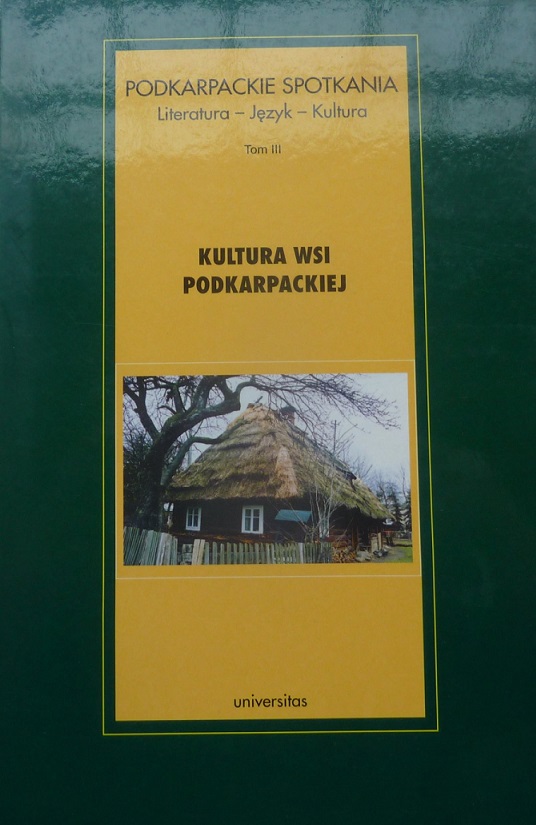 PODKARPACKIE SPOTKANIA
Literatura – Język – Kultura
Tom III
KULTURA WSI
PODKARPACKIEJ
universitas